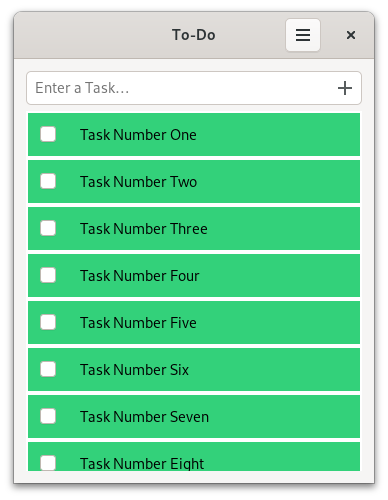 To-Do
Enter a Task...
Task Number One
Task Number Two
Task Number Three
Task Number Four
Task Number Five
Task Number Six
Task Number Seven
Task Number Eight